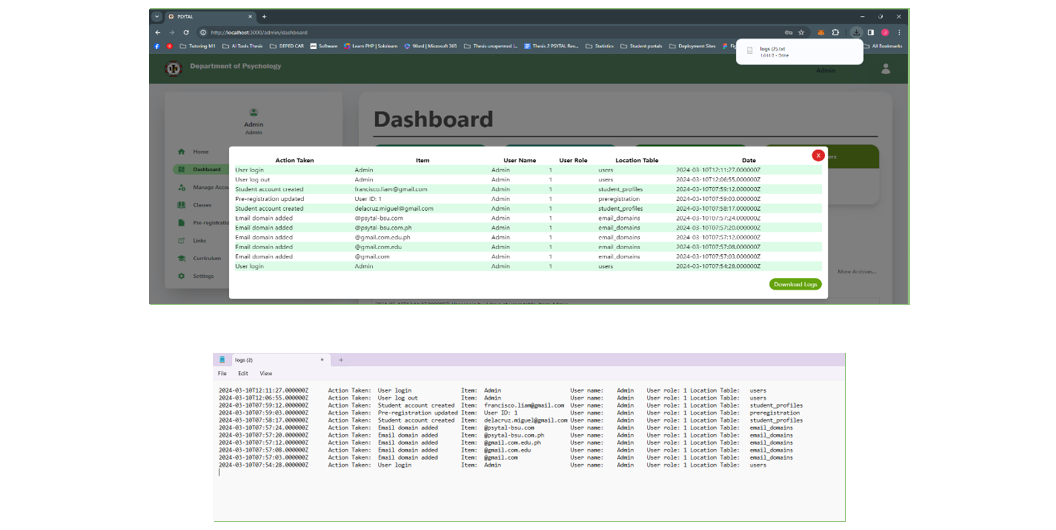 PSYTAL
http://localhost:3000/admin/dashboard
Tutoring M1 AI Tools Thesis DEPED CAR Software Learn PHP | Sololearn Word | Microsoft 365 Thesis 2 PSYTAL Res... Statistics Student portals Deployment Sites All Bookmarks
logs (2).txt
Department of Psychology
Admin
Admin
Admin
Dashboard
Home
Dashboard
Manage Accou
Classes
Pre-registratio
Links
Curriculum
Settings
X
Action Taken Item User Name User Role Location Table Date
User login Admin Admin 1 users 2024-03-10T12:11:27.000000Z
User log out Admin Admin 1 users 2024-03-10T12:06:55.000000Z
Student account created francisco.liam@gmail.com Admin 1 student_profiles 2024-03-10T07:59:12.000000Z
Pre-registration updated User ID: 1 Admin 1 preregistration 2024-03-10T07:59:03.000000Z
Student account created delacruz.miguel@gmail.com Admin 1 student_profiles 2024-03-10T07:58:17.000000Z
Email domain added @psytal-bsu.com Admin 1 email_domains 2024-03-10T07:57:24.000000Z
Email domain added @psytal-bsu.com.ph Admin 1 email_domains 2024-03-10T07:57:20.000000Z
Email domain added @gmail.com.edu.ph Admin 1 email_domains 2024-03-10T07:57:12.000000Z
Email domain added @gmail.com.edu Admin 1 email_domains 2024-03-10T07:57:08.000000Z
Email domain added @gmail.com Admin 1 email_domains 2024-03-10T07:57:03.000000Z
User login Admin Admin 1 users 2024-03-10T07:54:28.000000Z
More Archive...
Download Logs
logs (2)
File Edit View
2024-03-10T12:11:27.000000Z Action Taken: User login Item: Admin User name: Admin User role: 1 Location Table: users
2024-03-10T12:06:55.000000Z Action Taken: User log out Item: Admin User name: Admin User role: 1 Location Table: users
2024-03-10T07:59:12.000000Z Action Taken: Student account created Item: francisco.liam@gmail.com User name: Admin User role: 1 Location Table: student_profiles
2024-03-10T07:59:03.000000Z Action Taken: Pre-registration updated Item: User ID: 1 User name: Admin User role: 1 Location Table: preregistration
2024-03-10T07:58:17.000000Z Action Taken: Student account created Item: delacruz.miguel@gmail.com User name: Admin User role: 1 Location Table: student_profiles
2024-03-10T07:57:24.000000Z Action Taken: Email domain added Item: @psytal-bsu.com User name: Admin User role: 1 Location Table: email_domains
2024-03-10T07:57:20.000000Z Action Taken: Email domain added Item: @psytal-bsu.com.ph User name: Admin User role: 1 Location Table: email_domains
2024-03-10T07:57:12.000000Z Action Taken: Email domain added Item: @gmail.com.edu.ph User name: Admin User role: 1 Location Table: email_domains
2024-03-10T07:57:08.000000Z Action Taken: Email domain added Item: @gmail.com.edu User name: Admin User role: 1 Location Table: email_domains
2024-03-10T07:57:03.000000Z Action Taken: Email domain added Item: @gmail.com User name: Admin User role: 1 Location Table: email_domains
2024-03-10T07:54:28.000000Z Action Taken: User login Item: Admin User name: Admin User role: 1 Location Table: users